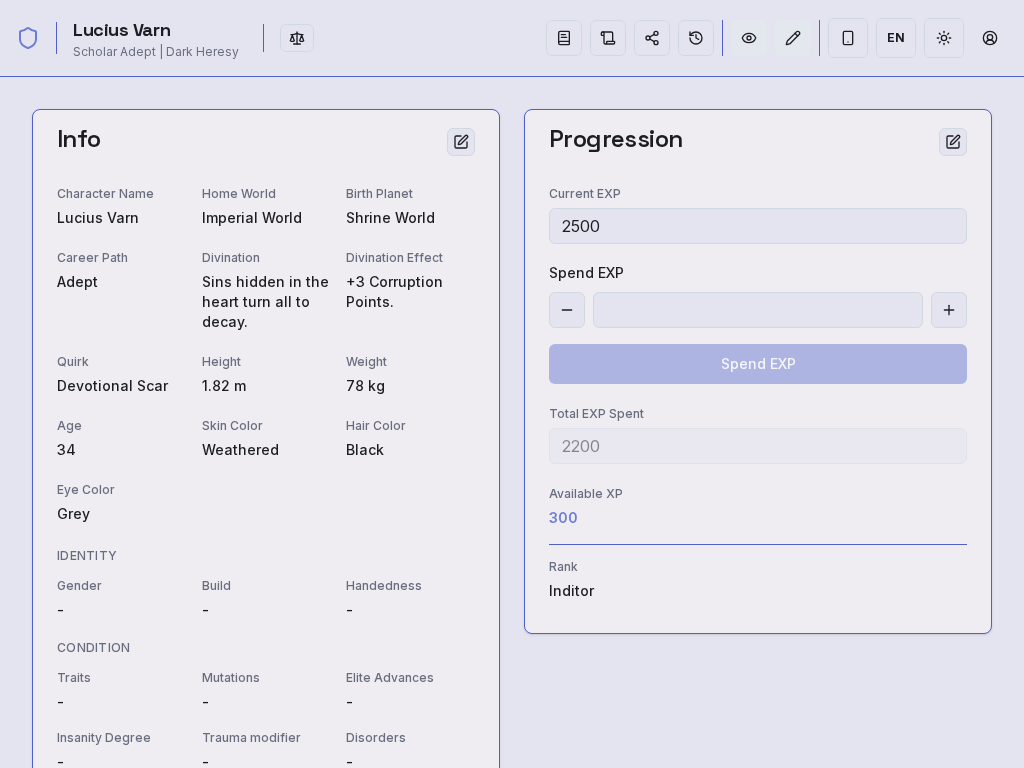 Lucius Varn
Scholar Adept | Dark Heresy
EN
Info
Character Name
Lucius Varn
Home World
Imperial World
Birth Planet
Shrine World
Career Path
Adept
Divination
Sins hidden in the
heart turn all to
decay.
Divination Effect
+3 Corruption
Points.
Quirk
Devotional Scar
Height
1.82 m
Weight
78 kg
Age
34
Skin Color
Weathered
Hair Color
Black
Eye Color
Grey
IDENTITY
Gender
-
Build
-
Handedness
-
CONDITION
Traits
-
Mutations
-
Elite Advances
-
Insanity Degree
-
Trauma modifier
-
Disorders
-
Progression
Current EXP
2500
Spend EXP
Spend EXP
Total EXP Spent
2200
Available XP
300
Rank
Inditor